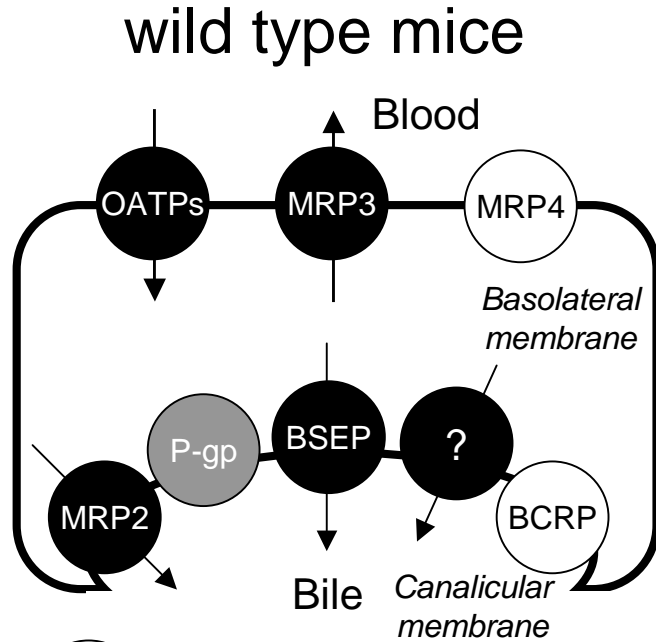 wild type mice
Blood
OATPs
MRP3
MRP4
Basolateral
membrane
P-gp
BSEP
?
MRP2
BCRP
Bile
Canalicular
membrane